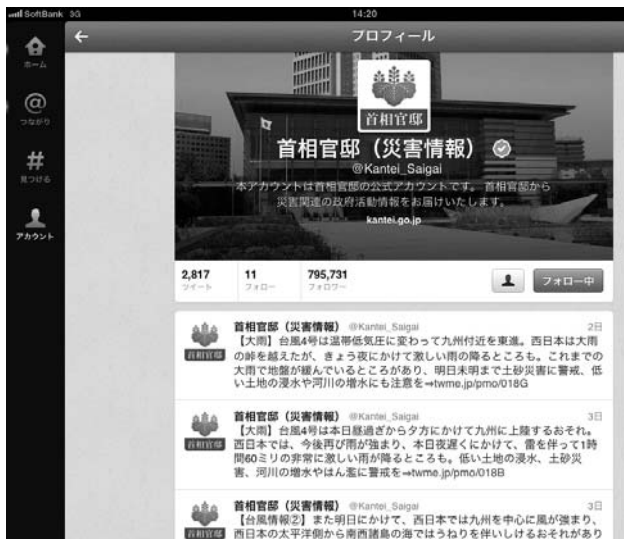 SoftBank 3G 14:20
プロフィール
ホーム
つながり
見つける
アカウント
首相官邸
首相官邸（災害情報）
@Kantei_Saigai
本アカウントは首相官邸の公式アカウントです。 首相官邸から
災害関連の政府活動情報をお届けいたします。
kantei.go.jp
2,817 11 795,731
ツイート フォロー フォロワー
フォロー中
首相官邸（災害情報） @Kantei_Saigai 2日
【大雨】台風4号は温帯低気圧に変わって九州付近を東進。西日本は大雨
の峠を越えたが、きょう夜にかけて激しい雨の降るところも。これまでの
大雨で地盤が緩んでいるところがあり、明日未明まで土砂災害に警戒、低
い土地の浸水や河川の増水にも注意を⇒twme.jp/pmo/018G
首相官邸
首相官邸（災害情報） @Kantei_Saigai 3日
【大雨】台風4号は本日昼過ぎから夕方にかけて九州に上陸するおそれ。
西日本では、今後再び雨が強まり、本日夜遅くにかけて、雷を伴って1時
間60ミリの非常に激しい雨が降るところも。低い土地の浸水、土砂災
害、河川の増水やはん濫に警戒を⇒twme.jp/pmo/018B
首相官邸
首相官邸（災害情報） @Kantei_Saigai 3日
【台風情報②】また明日にかけて、西日本では九州を中心に風が強まり、
西日本の太平洋側から南西諸島の海ではうねりを伴いしけるおそれがあり
首相官邸